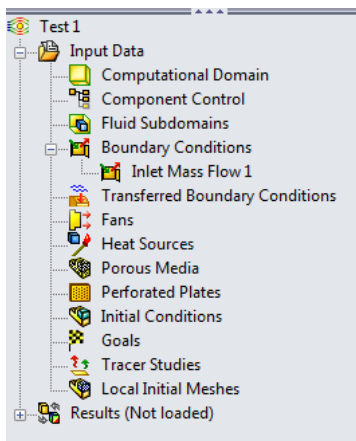 Test 1
Input Data
Computational Domain
Component Control
Fluid Subdomains
Boundary Conditions
Inlet Mass Flow 1
Transferred Boundary Conditions
Fans
Heat Sources
Porous Media
Perforated Plates
Initial Conditions
Goals
Tracer Studies
Local Initial Meshes
Results (Not loaded)